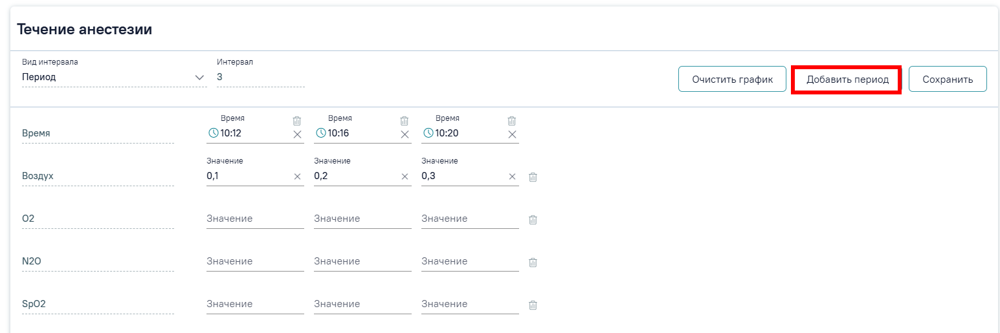 Течение анестезии
Вид интервала Интервал
Период 3 Очистить график Добавить период Сохранить
Время Время Время
Время 10:12 10:16 10:20
Значение Значение Значение
Воздух 0,1 0,2 0,3
O2 Значение Значение Значение
N2O Значение Значение Значение
SpO2 Значение Значение Значение